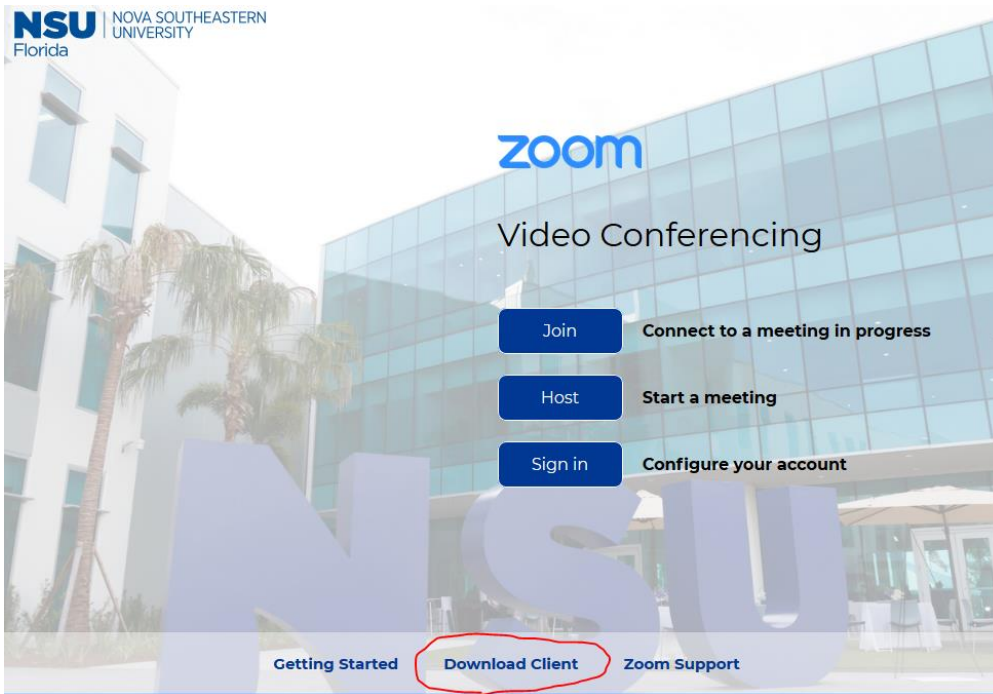 NSU NOVA SOUTHEASTERN
UNIVERSITY
Florida
zoom
Video Conferencing
Join Connect to a meeting in progress
Host Start a meeting
Sign in Configure your account
NSU
Getting Started Download Client Zoom Support